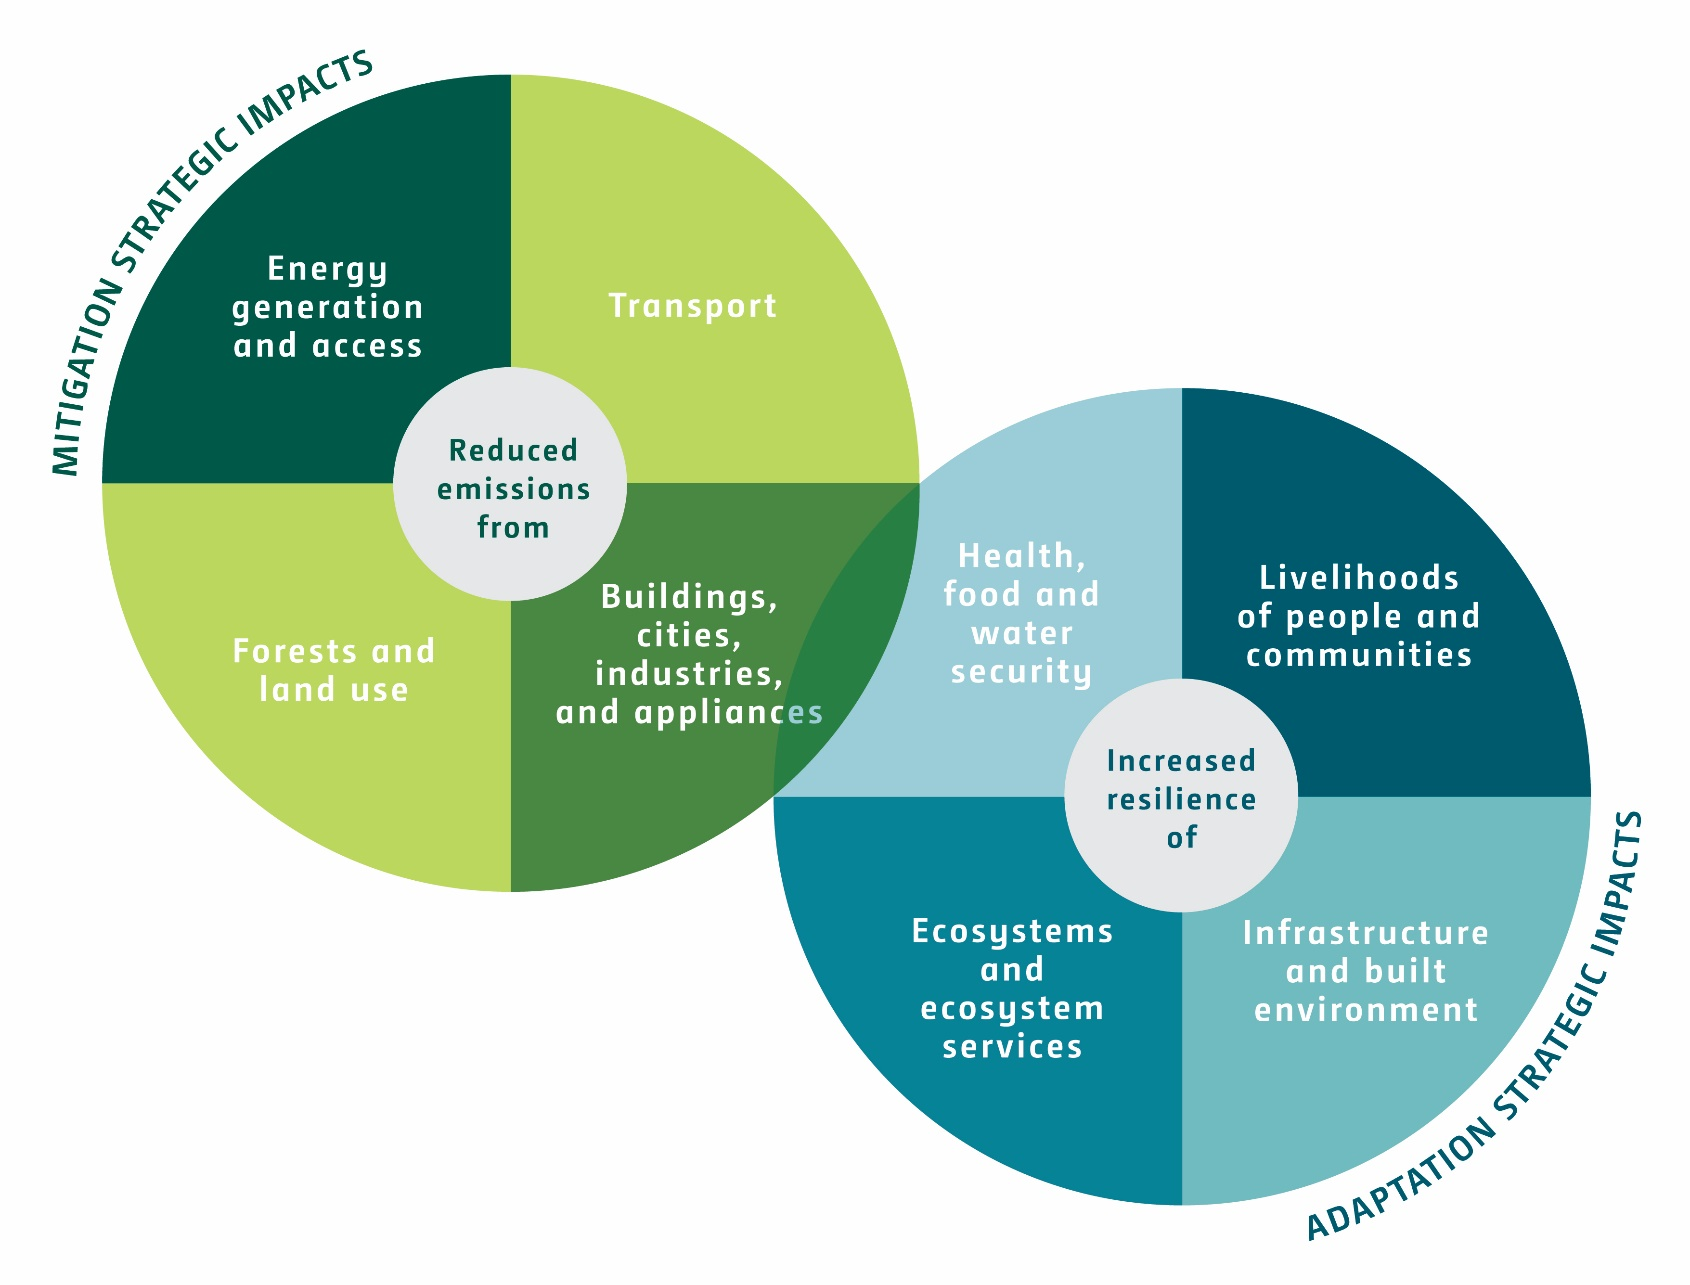 MITIGATION STRATEGIC IMPACTS
Energy
generation
and access
Transport
Reduced
emissions
from
Forests and
land use
Buildings,
cities,
industries,
and appliances
Health,
food and
water
security
Livelihoods
of people and
communities
Increased
resilience
of
Ecosystems
and
ecosystem
services
Infrastructure
and built
environment
ADAPTATION STRATEGIC IMPACTS